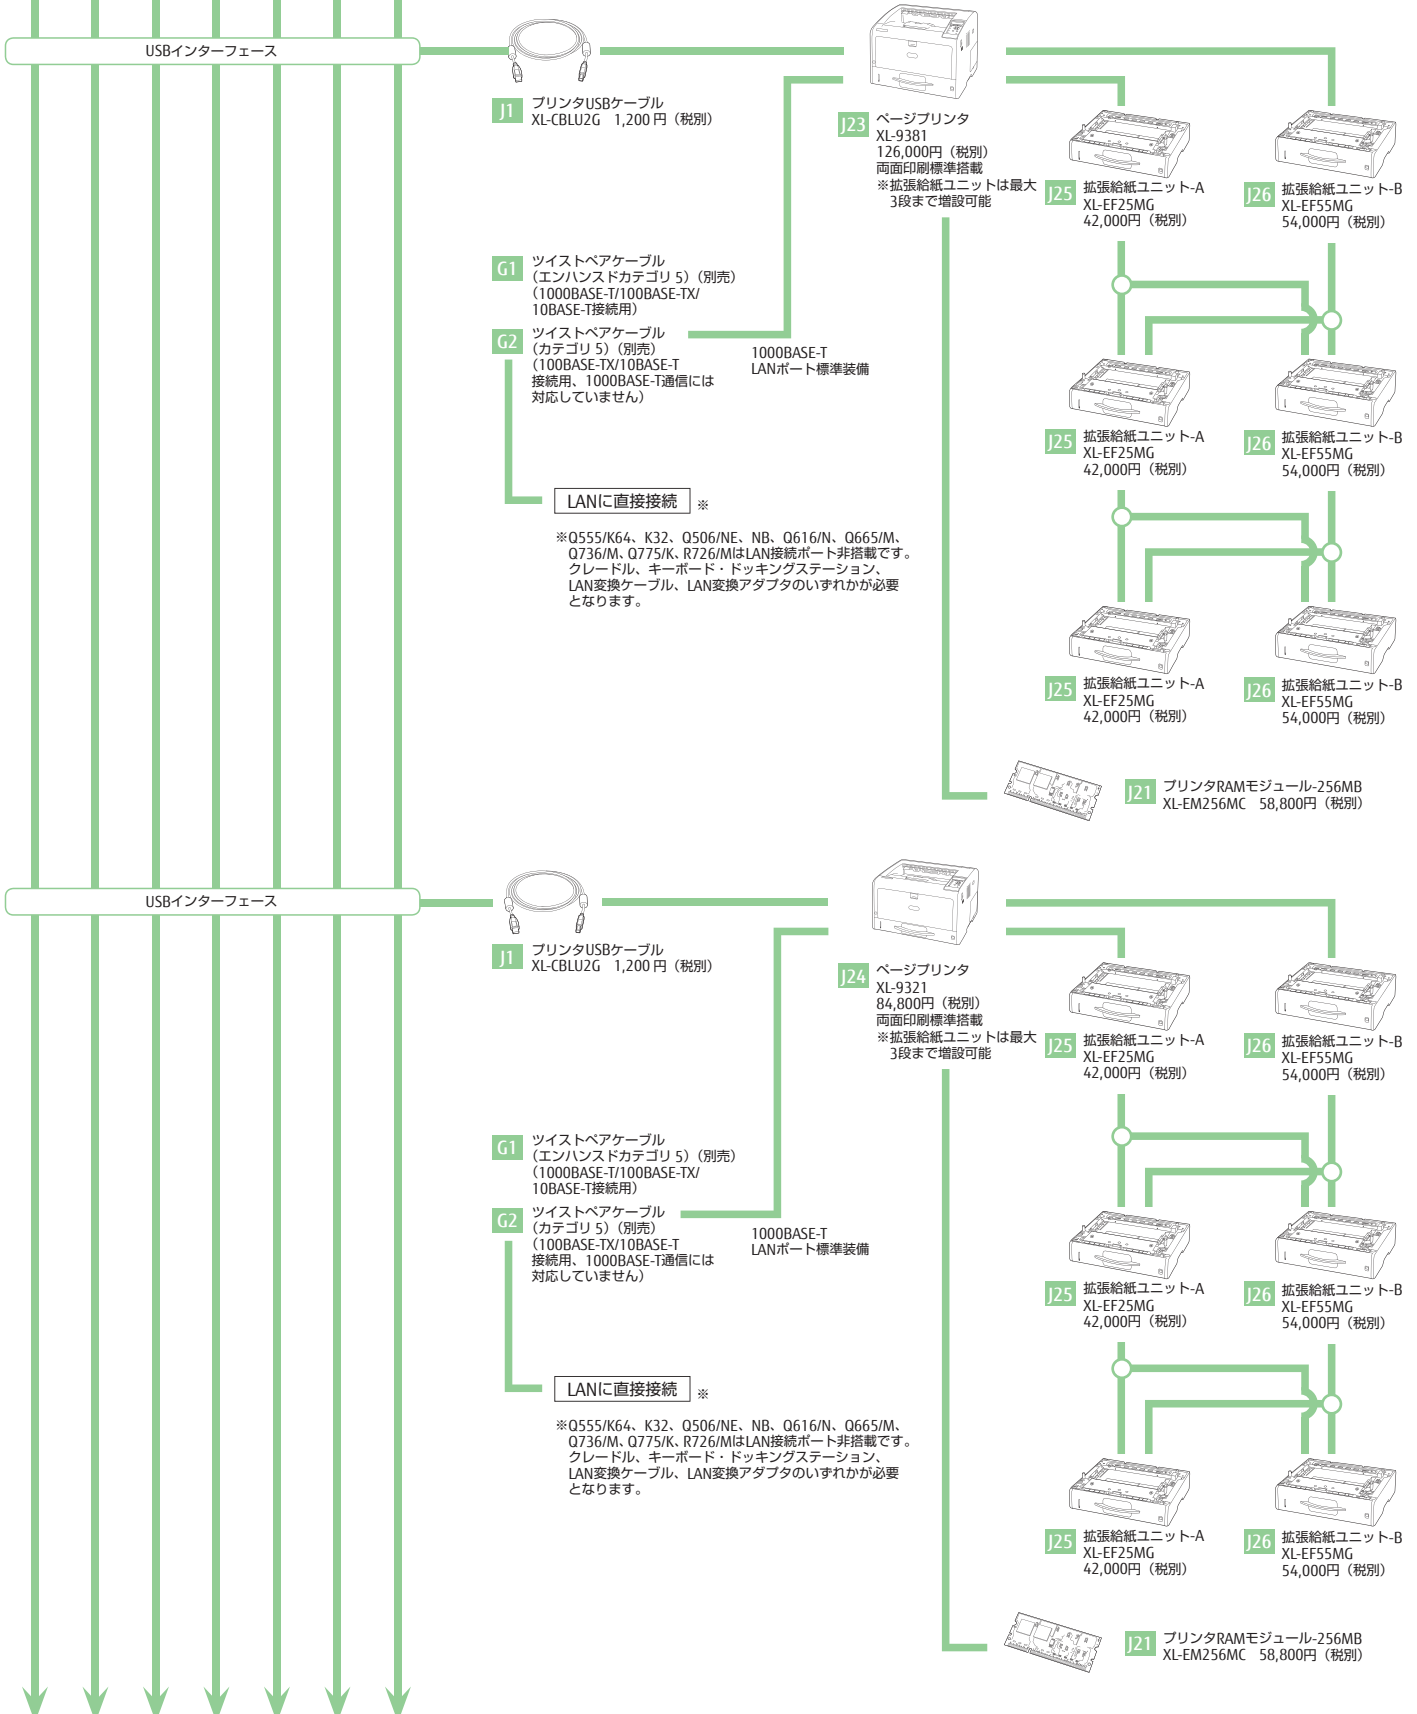 USBインターフェース
J1
プリンタUSBケーブル
XL-CBLU2G 1,200 円（税別）
J23
ページプリンタ
XL-9381
126,000円（税別）
両面印刷標準搭載
※拡張給紙ユニットは最大
3段まで増設可能
J25
拡張給紙ユニット-A
XL-EF25MG
42,000円（税別）
J26
拡張給紙ユニット-B
XL-EF55MG
54,000円（税別）
G1
ツイストペアケーブル
（エンハンスドカテゴリ 5）（別売）
（1000BASE-T/100BASE-TX/
10BASE-T接続用）
G2
ツイストペアケーブル
（カテゴリ 5）（別売）
（100BASE-TX/10BASE-T
接続用、1000BASE-T通信には
対応していません）
1000BASE-T
LANポート標準装備
J25
拡張給紙ユニット-A
XL-EF25MG
42,000円（税別）
J26
拡張給紙ユニット-B
XL-EF55MG
54,000円（税別）
LANに直接接続 ※
※Q555/K64、K32、Q506/NE、NB、Q616/N、Q665/M、
Q736/M、Q775/K、R726/MはLAN接続ポート非搭載です。
クレードル、キーボード・ドッキングステーション、
LAN変換ケーブル、LAN変換アダプタのいずれかが必要
となります。
J25
拡張給紙ユニット-A
XL-EF25MG
42,000円（税別）
J26
拡張給紙ユニット-B
XL-EF55MG
54,000円（税別）
J21
プリンタRAMモジュール-256MB
XL-EM256MC 58,800円（税別）
USBインターフェース
J1
プリンタUSBケーブル
XL-CBLU2G 1,200 円（税別）
J24
ページプリンタ
XL-9321
84,800円（税別）
両面印刷標準搭載
※拡張給紙ユニットは最大
3段まで増設可能
J25
拡張給紙ユニット-A
XL-EF25MG
42,000円（税別）
J26
拡張給紙ユニット-B
XL-EF55MG
54,000円（税別）
G1
ツイストペアケーブル
（エンハンスドカテゴリ 5）（別売）
（1000BASE-T/100BASE-TX/
10BASE-T接続用）
G2
ツイストペアケーブル
（カテゴリ 5）（別売）
（100BASE-TX/10BASE-T
接続用、1000BASE-T通信には
対応していません）
1000BASE-T
LANポート標準装備
J25
拡張給紙ユニット-A
XL-EF25MG
42,000円（税別）
J26
拡張給紙ユニット-B
XL-EF55MG
54,000円（税別）
LANに直接接続 ※
※Q555/K64、K32、Q506/NE、NB、Q616/N、Q665/M、
Q736/M、Q775/K、R726/MはLAN接続ポート非搭載です。
クレードル、キーボード・ドッキングステーション、
LAN変換ケーブル、LAN変換アダプタのいずれかが必要
となります。
J25
拡張給紙ユニット-A
XL-EF25MG
42,000円（税別）
J26
拡張給紙ユニット-B
XL-EF55MG
54,000円（税別）
J21
プリンタRAMモジュール-256MB
XL-EM256MC 58,800円（税別）